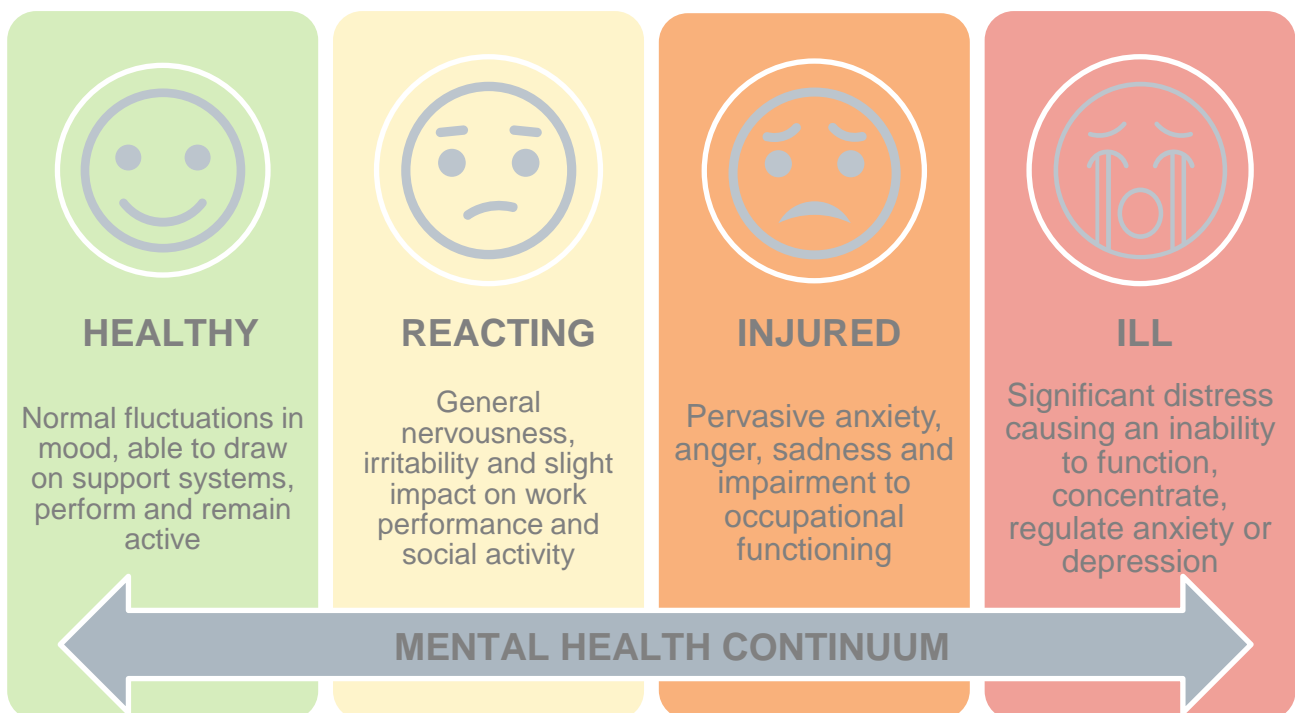 HEALTHY
Normal fluctuations in
mood, able to draw
on support systems,
perform and remain
active
REACTING
General
nervousness,
irritability and slight
impact on work
performance and
social activity
INJURED
Pervasive anxiety,
anger, sadness and
impairment to
occupational
functioning
ILL
Significant distress
causing an inability
to function,
concentrate,
regulate anxiety or
depression
MENTAL HEALTH CONTINUUM